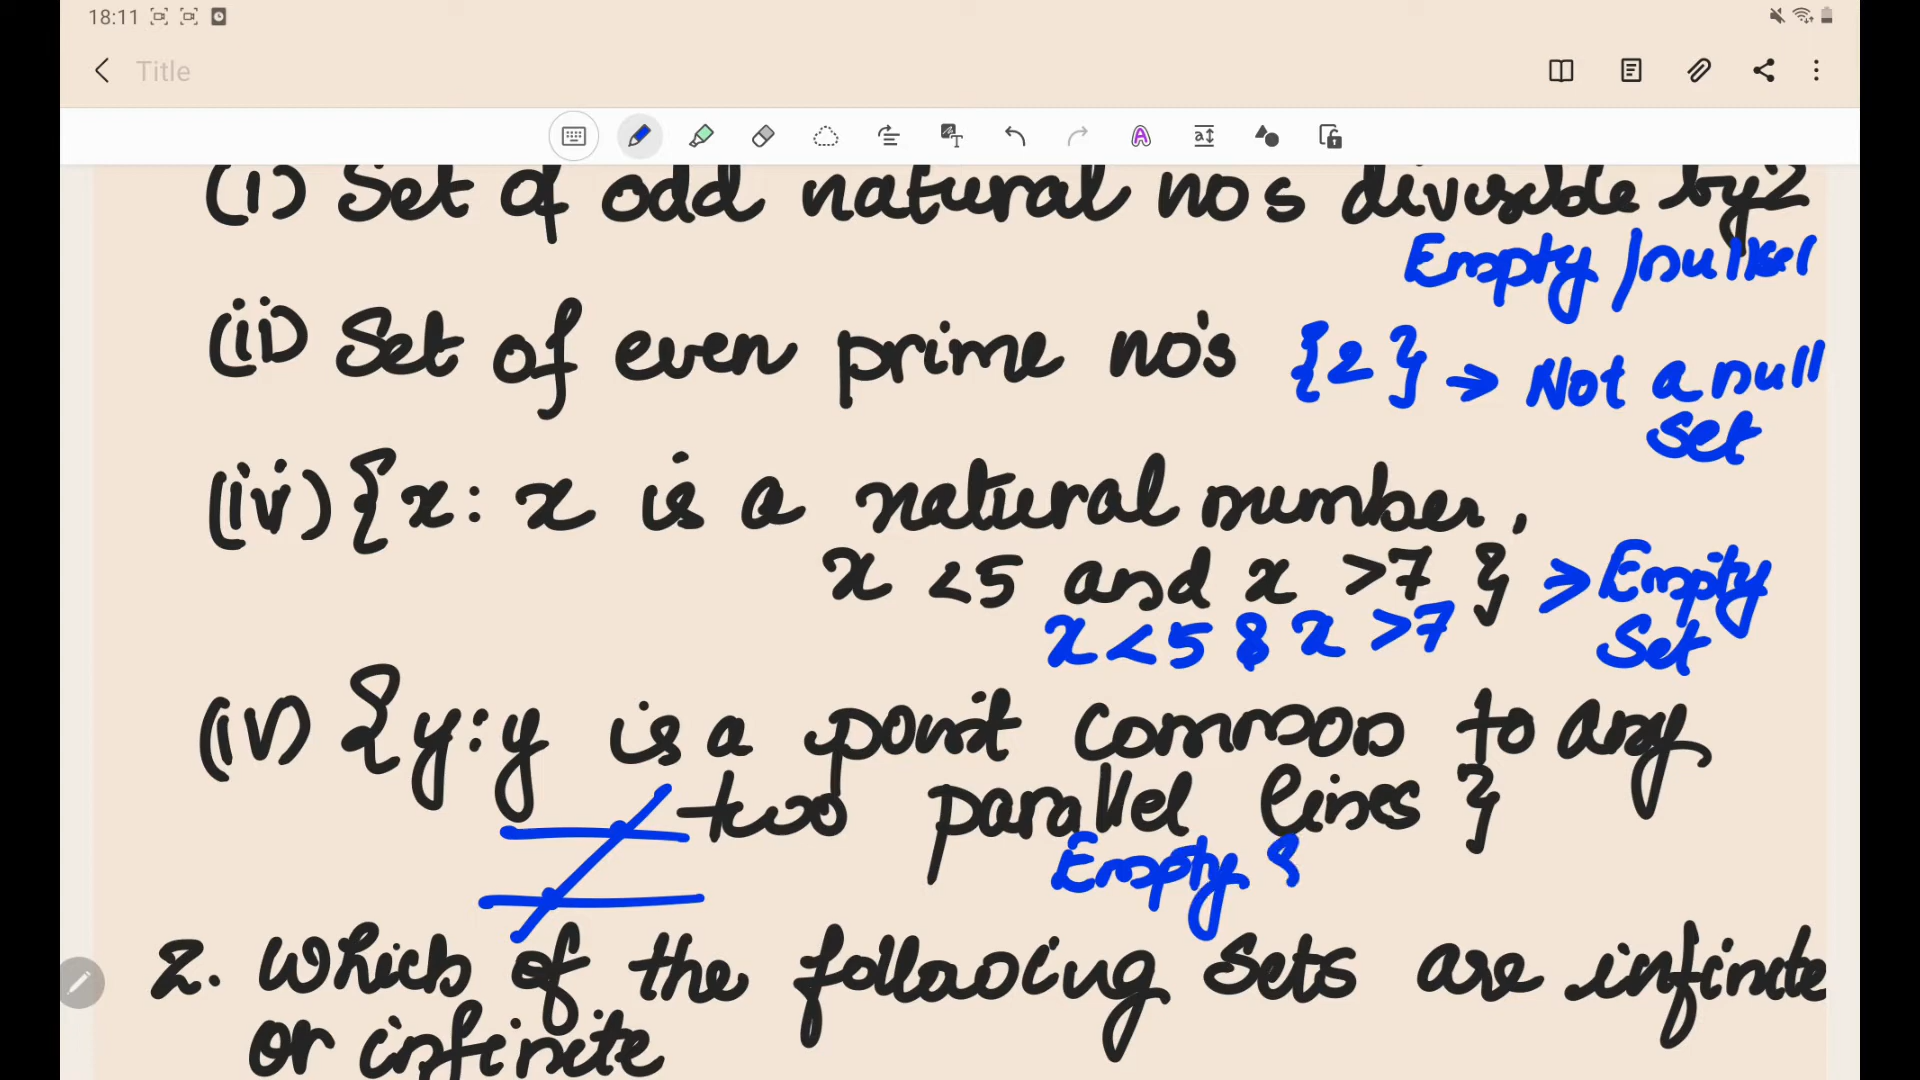 18:11
Title
(i) Set of odd natural no's divisible by 2
Empty /null set
(ii) Set of even prime no's {2} → Not a null
set
(iv) {x: x is a natural number,
x <5 and x >7 } ⇒ Empty
x < 5 & x >7 Set
(iv) {y:y is a point common to any
two parallel lines }
Empty
2. Which of the following Sets are infinite
or infinite